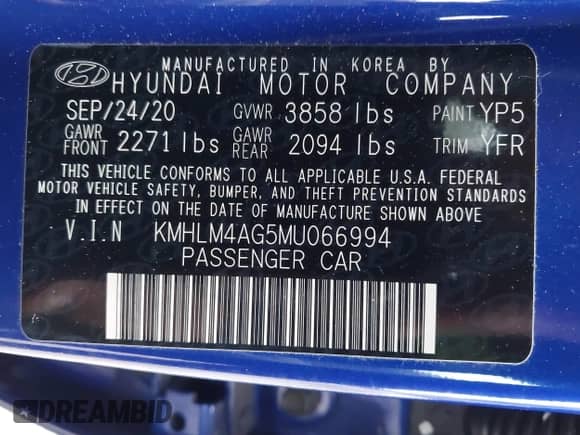 MANUFACTURED IN KOREA BY
HYUNDAI MOTOR COMPANY
SEP/24/20 GVWR 3858 lbs PAINT YP5
GAWR FRONT 2271 lbs GAWR REAR 2094 lbs TRIM YFR
THIS VEHICLE CONFORMS TO ALL APPLICABLE U.S.A. FEDERAL
MOTOR VEHICLE SAFETY, BUMPER, AND THEFT PREVENTION STANDARDS
IN EFFECT ON THE DATE OF MANUFACTURE SHOWN ABOVE
V.I.N KMHLM4AG5MU066994
PASSENGER CAR
DREAMBID